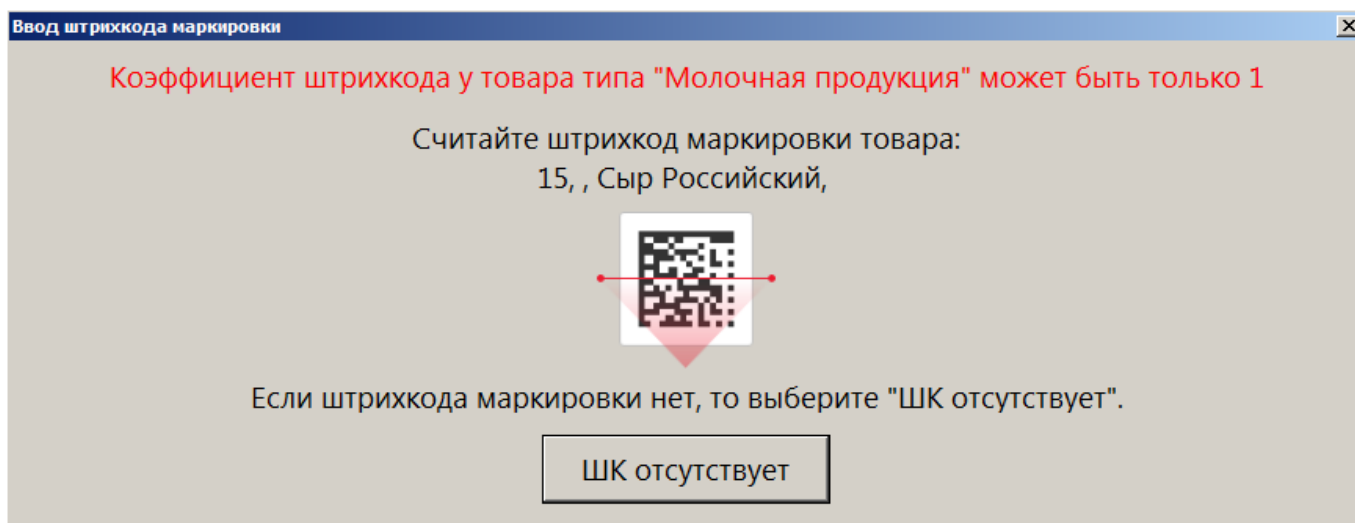 Ввод штрихкода маркировки
Коэффициент штрихкода у товара типа "Молочная продукция" может быть только 1
Считайте штрихкод маркировки товара:
15, , Сыр Российский,
Если штрихкода маркировки нет, то выберите "ШК отсутствует".
ШК отсутствует